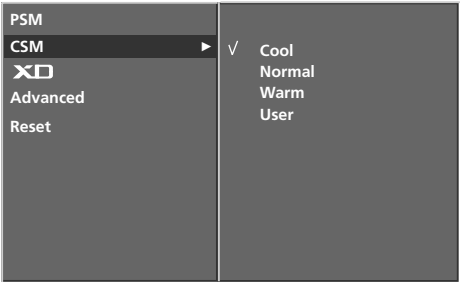 PSM
CSM ►
XD
Advanced
Reset
√ Cool
Normal
Warm
User